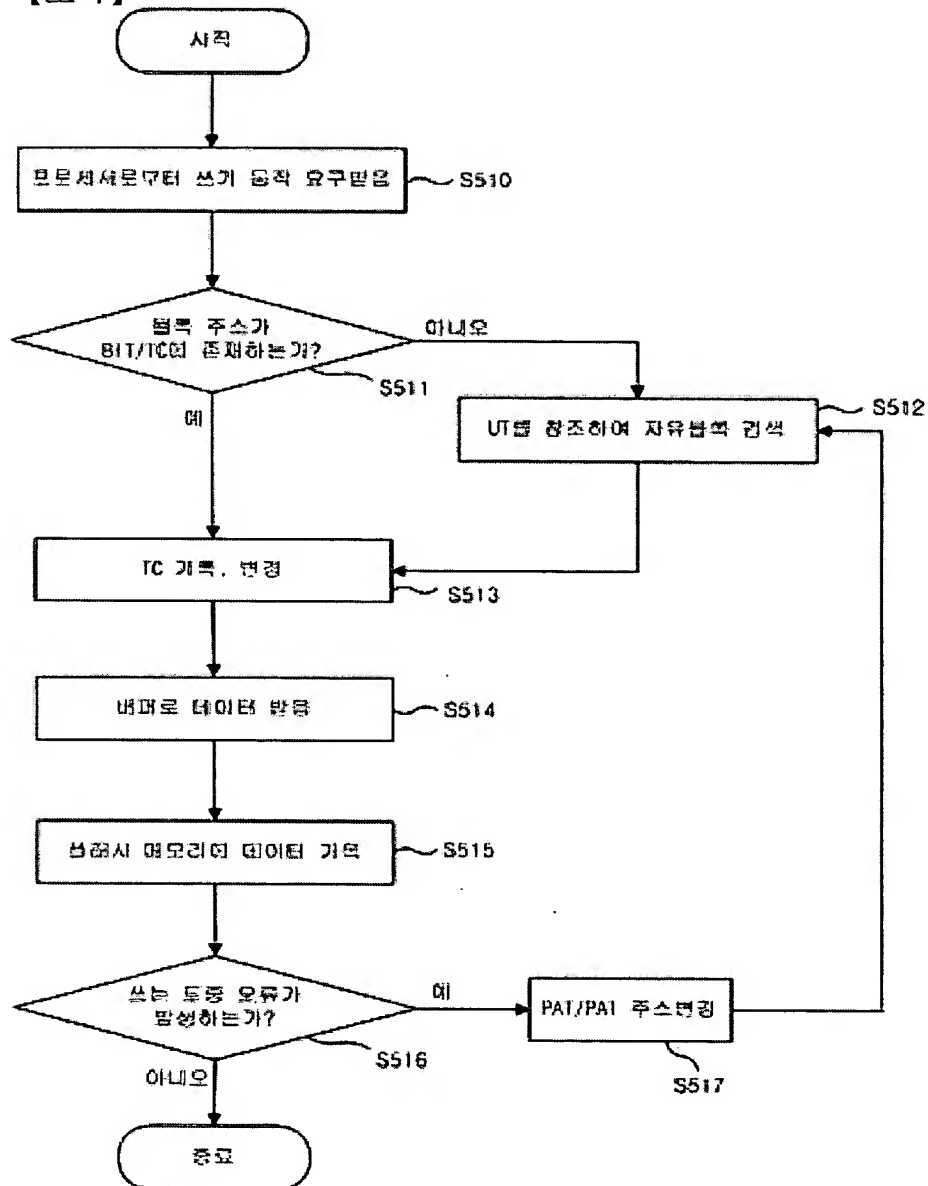 시작
프로세서로부터 쓰기 동작 요구받음
S510
블록 주소가
BIT/TC에 존재하는가?
아니오
S511
예
S512
UT를 참조하여 자유블록 검색
TC 기록, 변경
S513
버퍼로 데이터 받음
S514
플래시 메모리에 데이터 기록
S515
쓰는 도중 오류가
발생하는가?
예
PAT/PAI 주소변경
S516
S517
아니오
종료